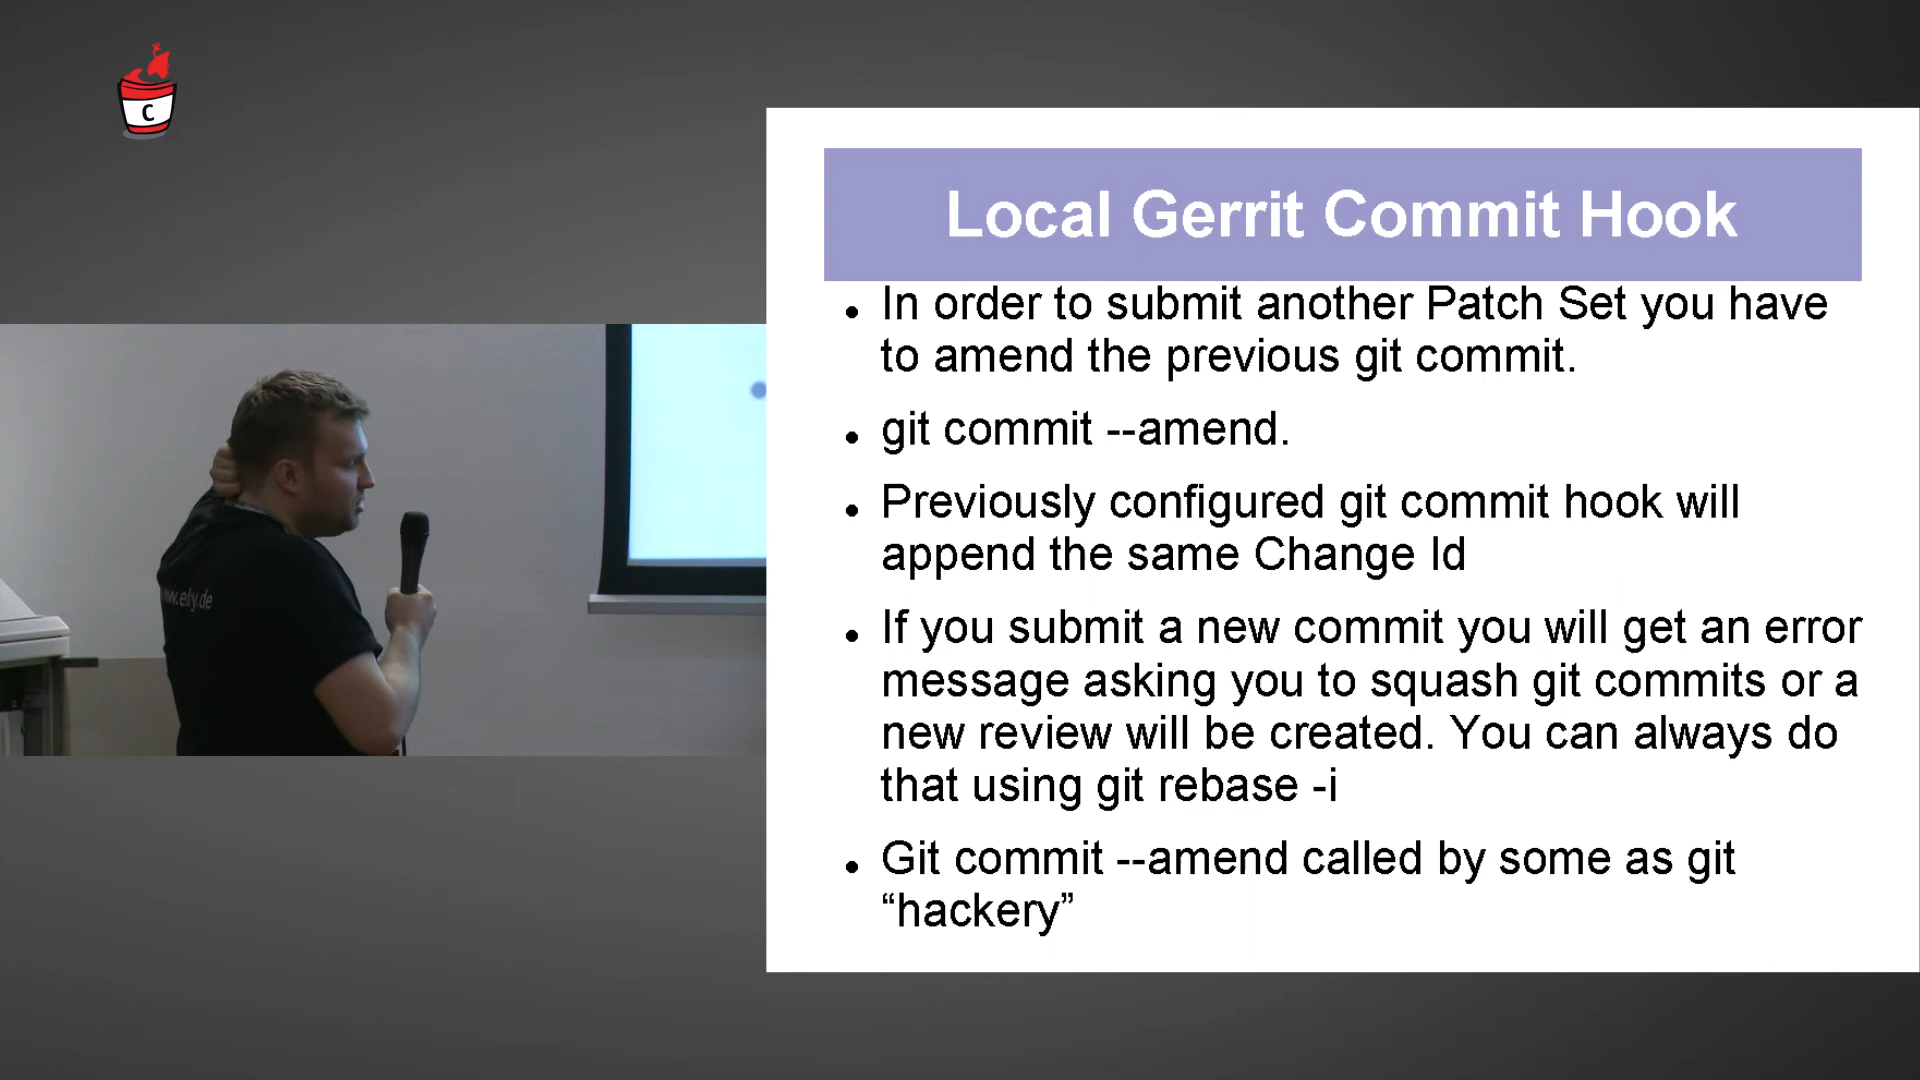 C
Local Gerrit Commit Hook
In order to submit another Patch Set you have
to amend the previous git commit.
git commit --amend.
Previously configured git commit hook will
append the same Change Id
If you submit a new commit you will get an error
message asking you to squash git commits or a
new review will be created. You can always do
that using git rebase -i
Git commit --amend called by some as git
“hackery”